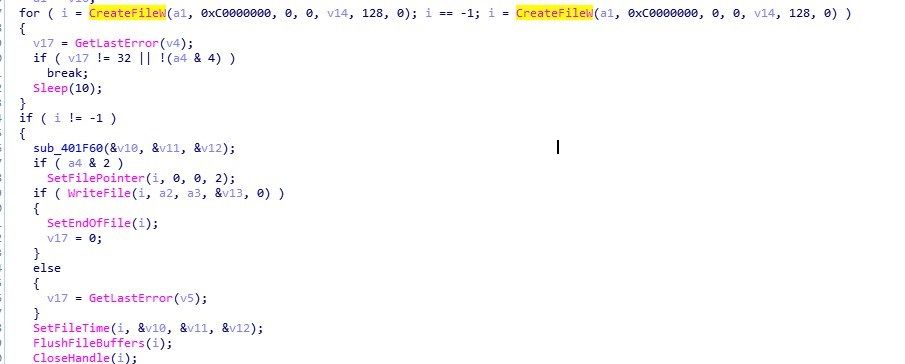 for ( i = CreateFileW(a1, 0xC0000000, 0, 0, v14, 128, 0); i == -1; i = CreateFileW(a1, 0xC0000000, 0, 0, v14, 128, 0) )
{
  v17 = GetLastError(v4);
  if ( v17 != 32 || !(a4 & 4) )
    break;
  Sleep(10);
}
if ( i != -1 )
{
  sub_401F60(&v10, &v11, &v12);
  if ( a4 & 2 )
    SetFilePointer(i, 0, 0, 2);
  if ( WriteFile(i, a2, a3, &v13, 0) )
  {
    SetEndOfFile(i);
    v17 = 0;
  }
  else
  {
    v17 = GetLastError(v5);
  }
  SetFileTime(i, &v10, &v11, &v12);
  FlushFileBuffers(i);
  CloseHandle(i);